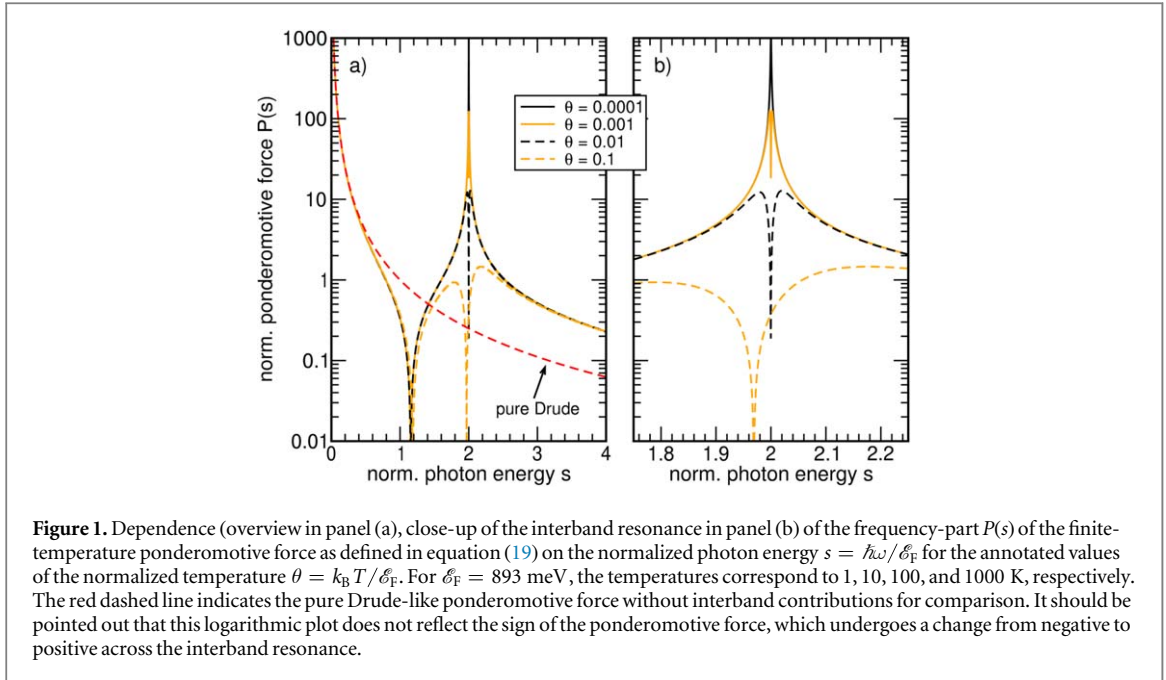 1000
100
10
1
0.1
0.01
norm. ponderomotive force P(s)
a)
b)
θ = 0.0001
θ = 0.001
θ = 0.01
θ = 0.1
pure Drude
0 1 2 3 4
norm. photon energy s
1.8 1.9 2 2.1 2.2
norm. photon energy s
Figure 1. Dependence (overview in panel (a), close-up of the interband resonance in panel (b) of the frequency-part P(s) of the finite-
temperature ponderomotive force as defined in equation (19) on the normalized photon energy s = ℏω/ℰ_F for the annotated values
of the normalized temperature θ = k_B T/ℰ_F. For ℰ_F = 893 meV, the temperatures correspond to 1, 10, 100, and 1000 K, respectively.
The red dashed line indicates the pure Drude-like ponderomotive force without interband contributions for comparison. It should be
pointed out that this logarithmic plot does not reflect the sign of the ponderomotive force, which undergoes a change from negative to
positive across the interband resonance.